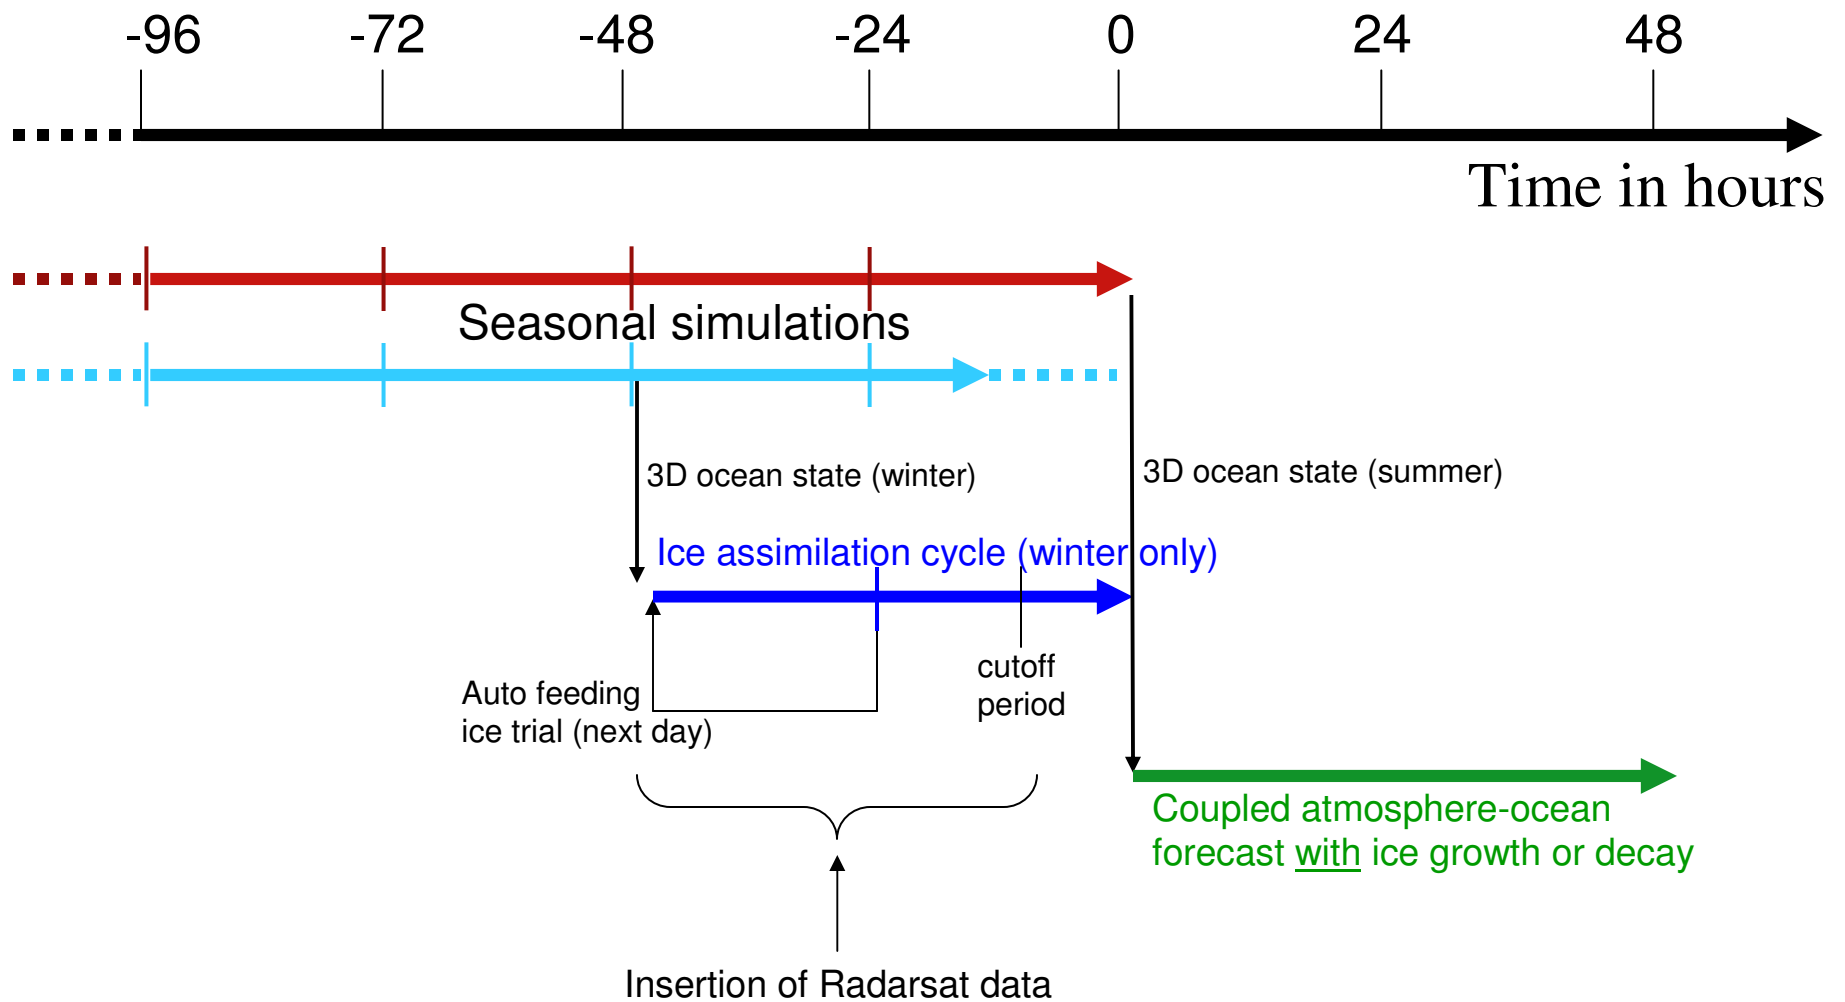 -96 -72 -48 -24 0 24 48
Time in hours
Seasonal simulations
3D ocean state (winter)
3D ocean state (summer)
Ice assimilation cycle (winter only)
cutoff
period
Auto feeding
ice trial (next day)
Coupled atmosphere-ocean
forecast with ice growth or decay
Insertion of Radarsat data